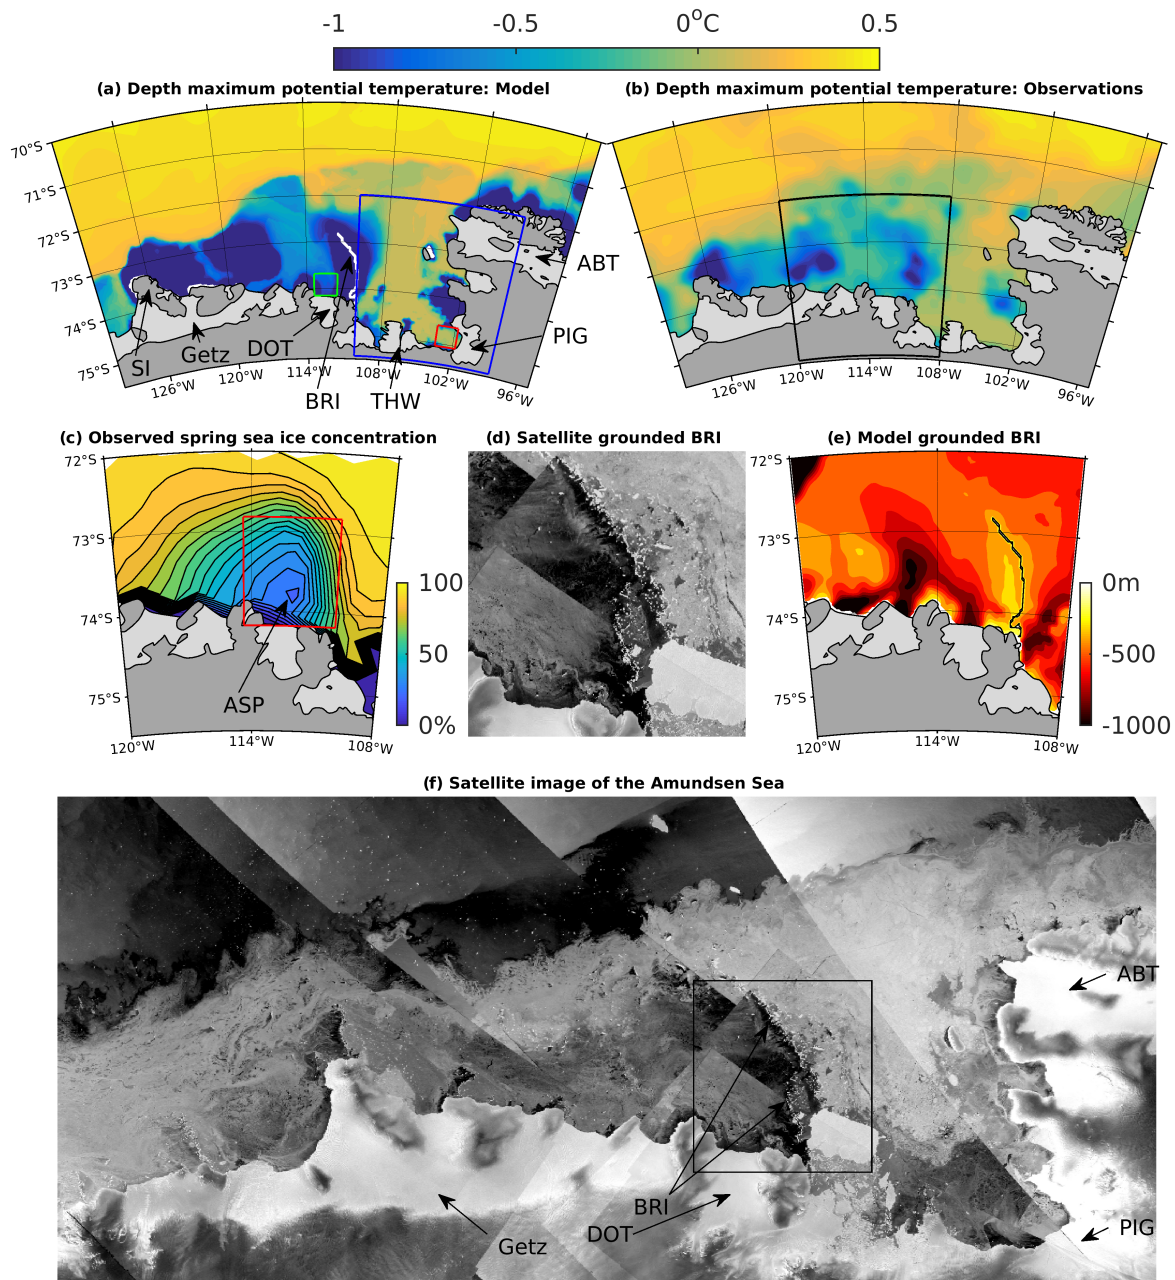 -1 -0.5 0°C 0.5
(a) Depth maximum potential temperature: Model
(b) Depth maximum potential temperature: Observations
70°S
71°S
72°S
73°S
74°S
75°S
126°W 120°W 114°W 108°W 102°W 96°W
SI Getz DOT BRI THW PIG ABT
126°W 120°W 114°W 108°W 102°W 96°W
(c) Observed spring sea ice concentration
72°S
73°S
74°S
75°S
120°W 114°W 108°W
ASP
100
50
0%
(d) Satellite grounded BRI
(e) Model grounded BRI
72°S
73°S
74°S
75°S
120°W 114°W 108°W
0m
-500
-1000
(f) Satellite image of the Amundsen Sea
ABT
BRI
DOT
Getz
PIG